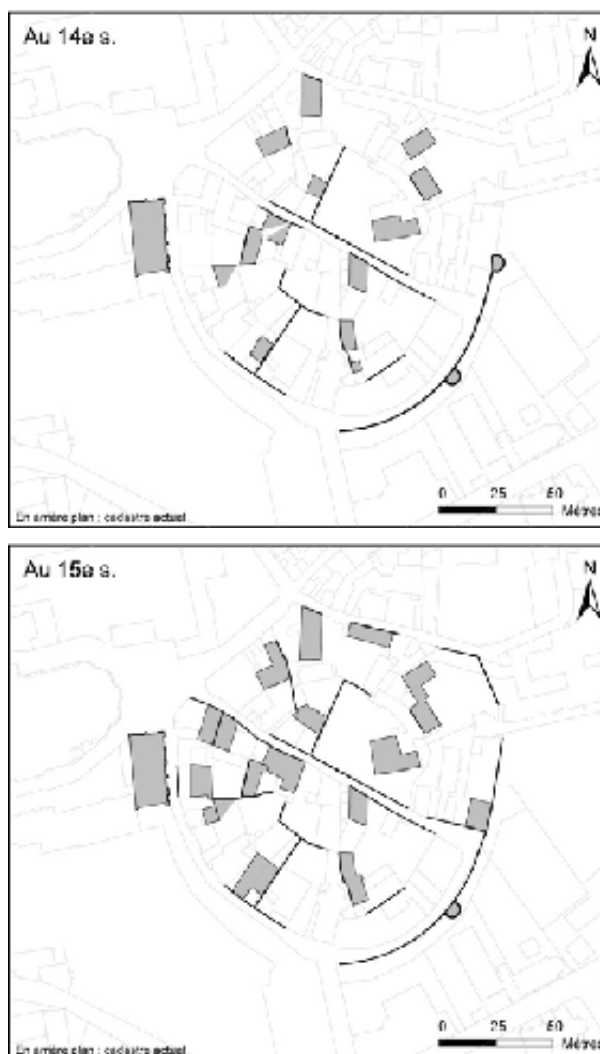 Au 14e s.
N
0 25 50
Mètres
En arrière plan : cadastre actuel
Au 15e s.
N
0 25 50
Mètres
En arrière plan : cadastre actuel